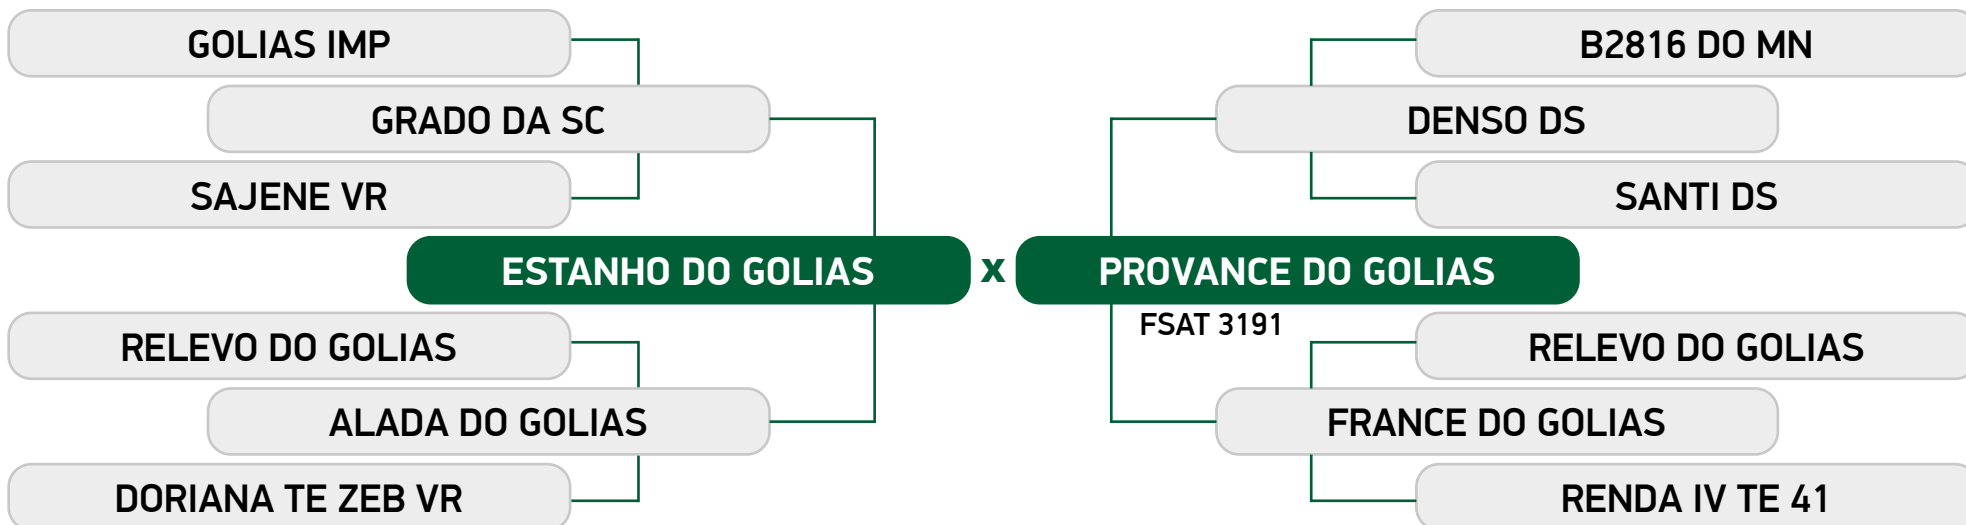 GOLIAS IMP
B2816 DO MN
GRADO DA SC
DENSO DS
SAJENE VR
SANTI DS
ESTANHO DO GOLIAS x PROVANCE DO GOLIAS
FSAT 3191
RELEVO DO GOLIAS
RELEVO DO GOLIAS
ALADA DO GOLIAS
FRANCE DO GOLIAS
DORIANA TE ZEB VR
RENDA IV TE 41